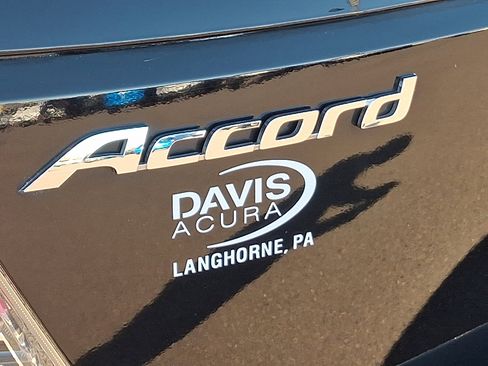 Accord
DAVIS
ACURA
LANGHORNE, PA